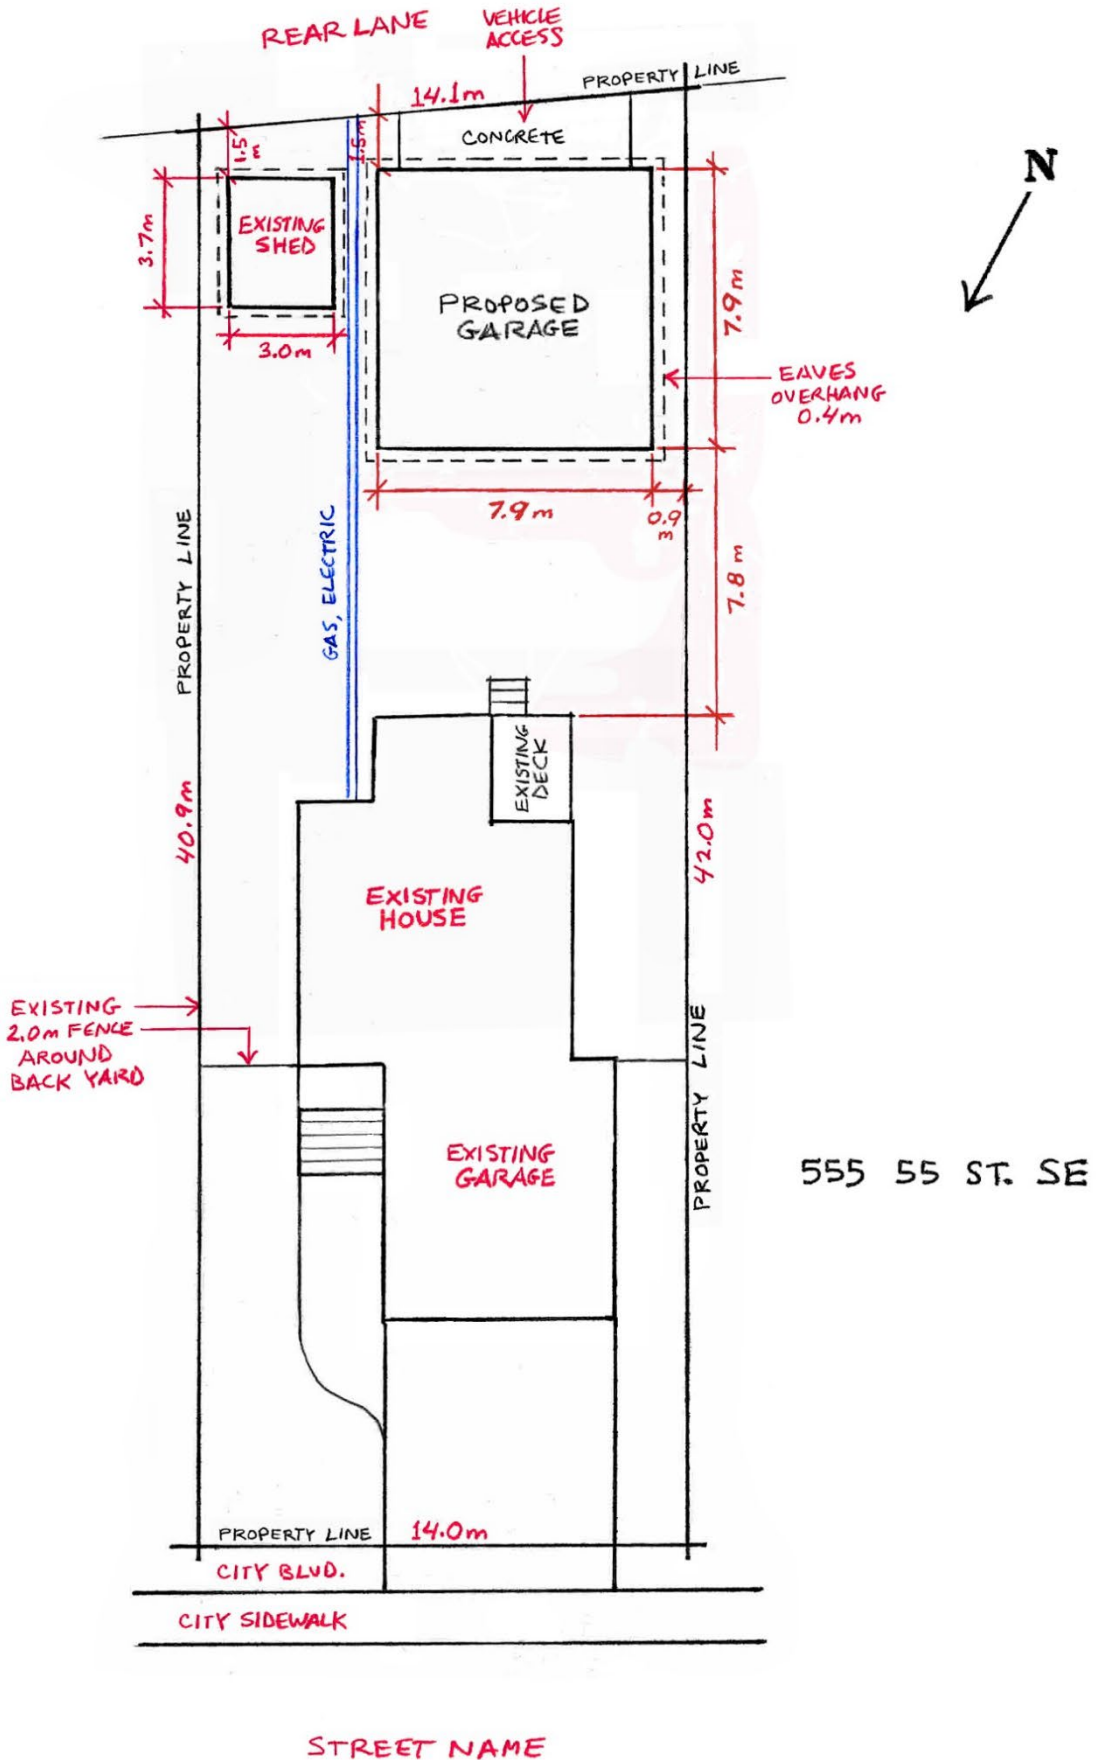 REAR LANE
VEHICLE
ACCESS
PROPERTY LINE
14.1m
CONCRETE
1.5
m
1.5m
N
3.7m
EXISTING
SHED
3.0m
PROPOSED
GARAGE
7.9m
EAVES
OVERHANG
0.4m
7.9m
0.9
m
PROPERTY LINE
GAS, ELECTRIC
7.8m
EXISTING
DECK
40.9m
42.0m
EXISTING
HOUSE
EXISTING
2.0m FENCE
AROUND
BACK YARD
PROPERTY LINE
EXISTING
GARAGE
555 55 ST. SE
PROPERTY LINE
14.0m
CITY BLVD.
CITY SIDEWALK
STREET NAME